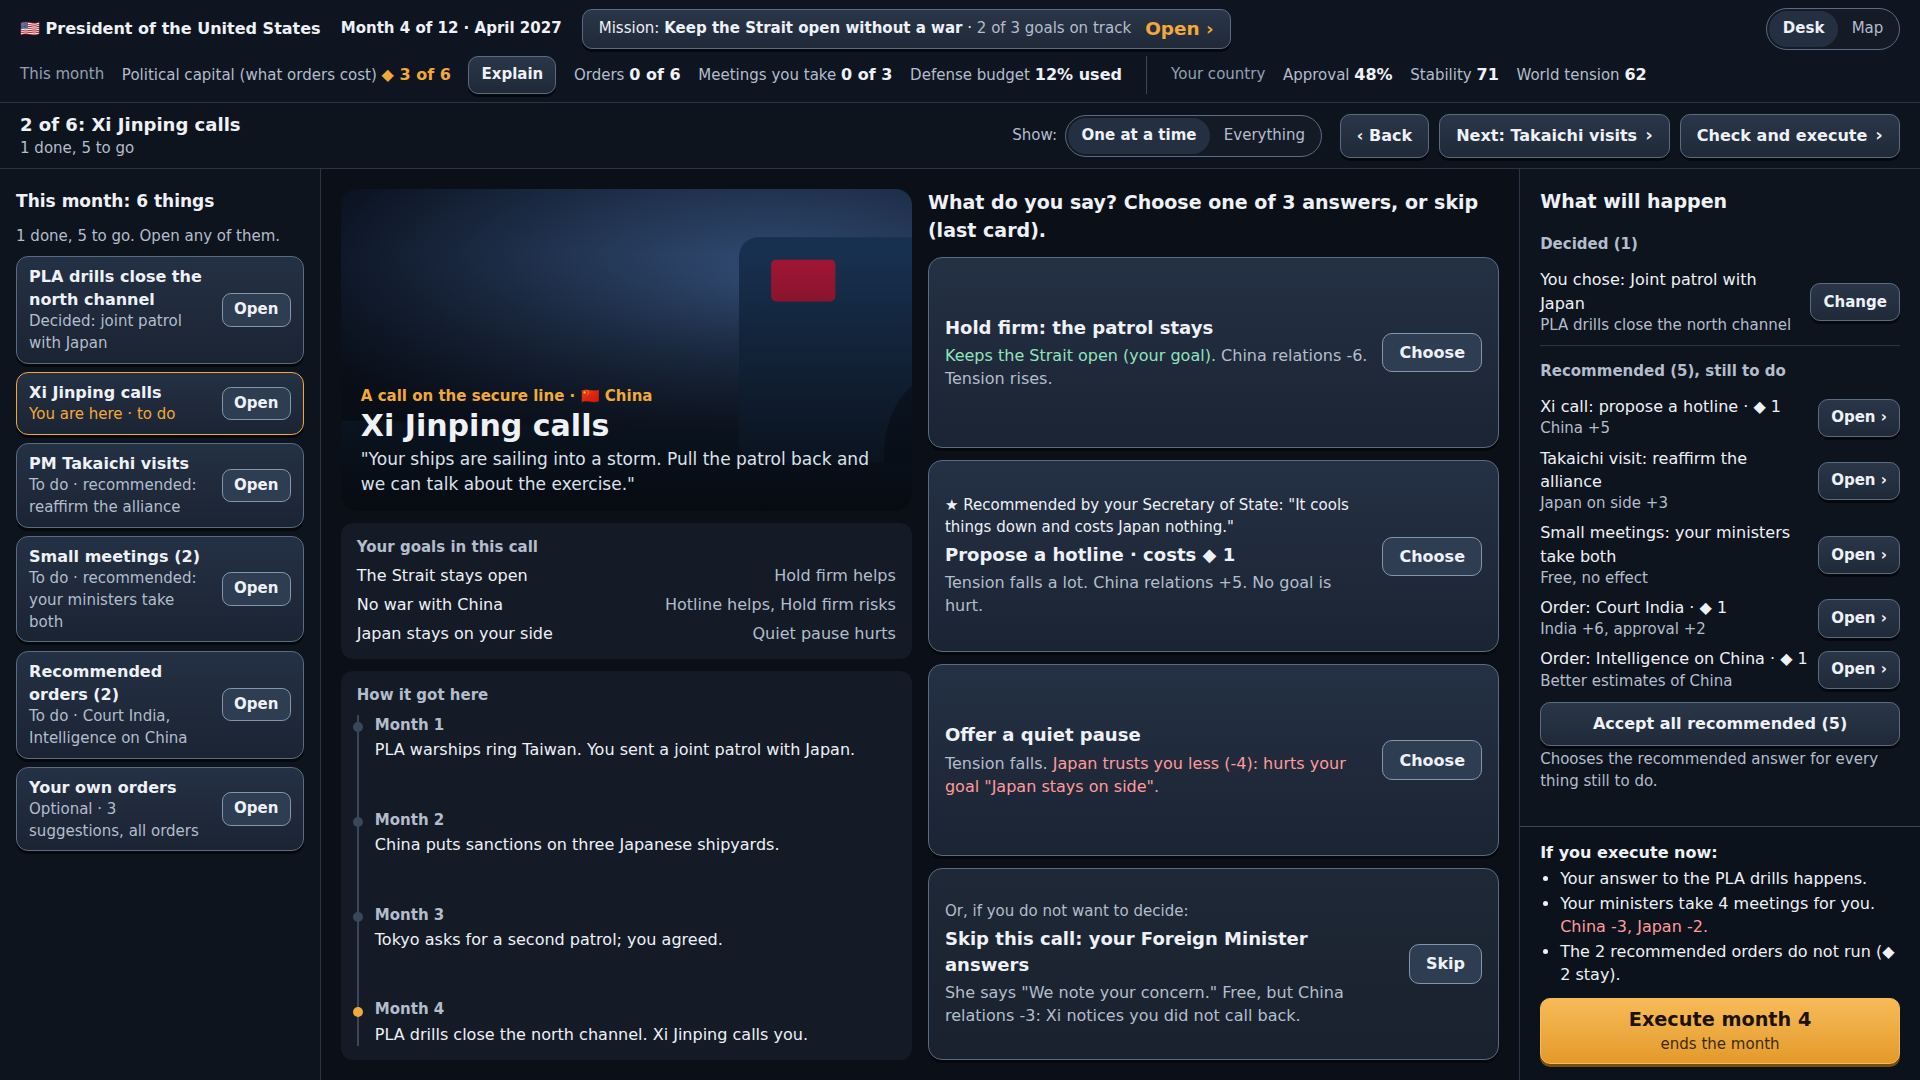 🇺🇸 President of the United States
Month 4 of 12 · April 2027
Mission: Keep the Strait open without a war · 2 of 3 goals on track Open ›
Desk Map
This month Political capital (what orders cost) ◆ 3 of 6 Explain Orders 0 of 6 Meetings you take 0 of 3 Defense budget 12% used Your country Approval 48% Stability 71 World tension 62
2 of 6: Xi Jinping calls
1 done, 5 to go
Show: One at a time Everything ‹ Back Next: Takaichi visits › Check and execute ›
This month: 6 things
1 done, 5 to go. Open any of them.
PLA drills close the
north channel
Decided: joint patrol
with Japan
Open
Xi Jinping calls
You are here · to do
Open
PM Takaichi visits
To do · recommended:
reaffirm the alliance
Open
Small meetings (2)
To do · recommended:
your ministers take
both
Open
Recommended
orders (2)
To do · Court India,
Intelligence on China
Open
Your own orders
Optional · 3
suggestions, all orders
Open
A call on the secure line · 🇨🇳 China
Xi Jinping calls
"Your ships are sailing into a storm. Pull the patrol back and
we can talk about the exercise."
Your goals in this call
The Strait stays open Hold firm helps
No war with China Hotline helps, Hold firm risks
Japan stays on your side Quiet pause hurts
How it got here
Month 1
PLA warships ring Taiwan. You sent a joint patrol with Japan.
Month 2
China puts sanctions on three Japanese shipyards.
Month 3
Tokyo asks for a second patrol; you agreed.
Month 4
PLA drills close the north channel. Xi Jinping calls you.
What do you say? Choose one of 3 answers, or skip
(last card).
Hold firm: the patrol stays
Keeps the Strait open (your goal). China relations -6.
Tension rises.
Choose
★ Recommended by your Secretary of State: "It cools
things down and costs Japan nothing."
Propose a hotline · costs ◆ 1
Tension falls a lot. China relations +5. No goal is
hurt.
Choose
Offer a quiet pause
Tension falls. Japan trusts you less (-4): hurts your
goal "Japan stays on side".
Choose
Or, if you do not want to decide:
Skip this call: your Foreign Minister
answers
She says "We note your concern." Free, but China
relations -3: Xi notices you did not call back.
Skip
What will happen
Decided (1)
You chose: Joint patrol with
Japan
PLA drills close the north channel
Change
Recommended (5), still to do
Xi call: propose a hotline · ◆ 1
China +5
Open ›
Takaichi visit: reaffirm the
alliance
Japan on side +3
Open ›
Small meetings: your ministers
take both
Free, no effect
Open ›
Order: Court India · ◆ 1
India +6, approval +2
Open ›
Order: Intelligence on China · ◆ 1
Better estimates of China
Open ›
Accept all recommended (5)
Chooses the recommended answer for every
thing still to do.
If you execute now:
• Your answer to the PLA drills happens.
• Your ministers take 4 meetings for you.
China -3, Japan -2.
• The 2 recommended orders do not run (◆
2 stay).
Execute month 4
ends the month